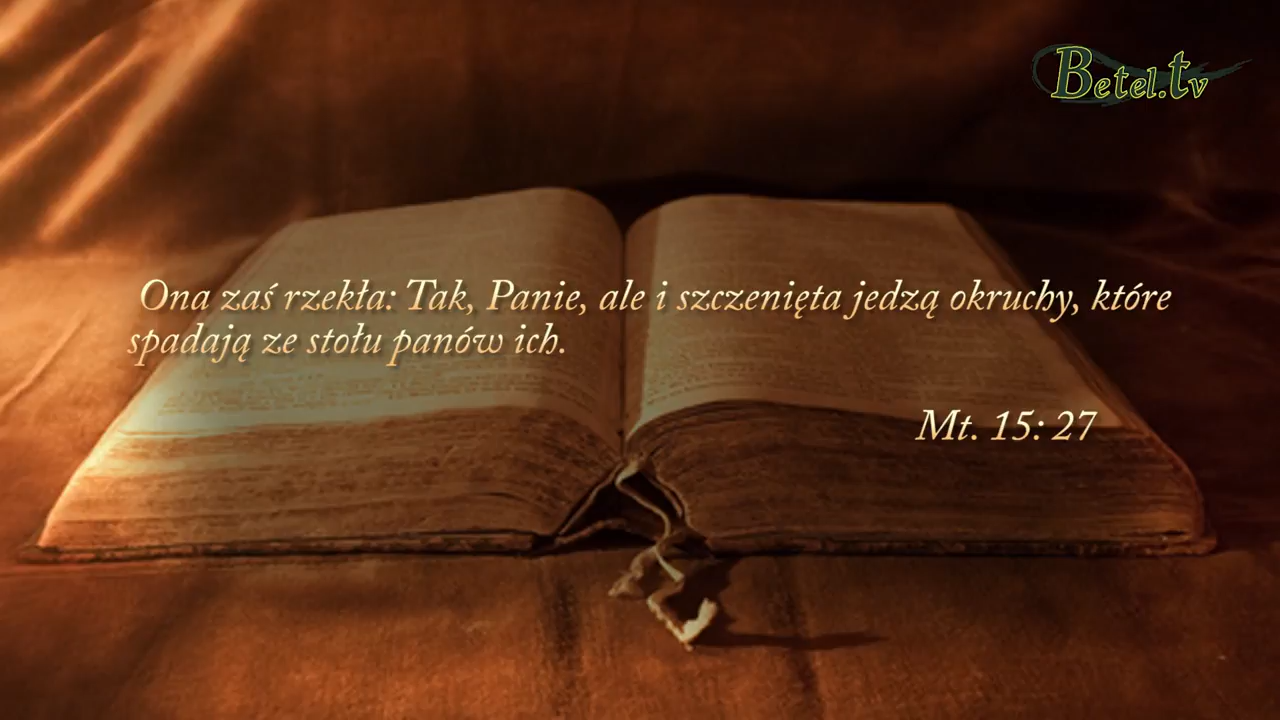 Betel.tv
Ona zaś rzekła: Tak, Panie, ale i szczenięta jedzą okruchy, które
spadają ze stołu panów ich.
Mt. 15: 27